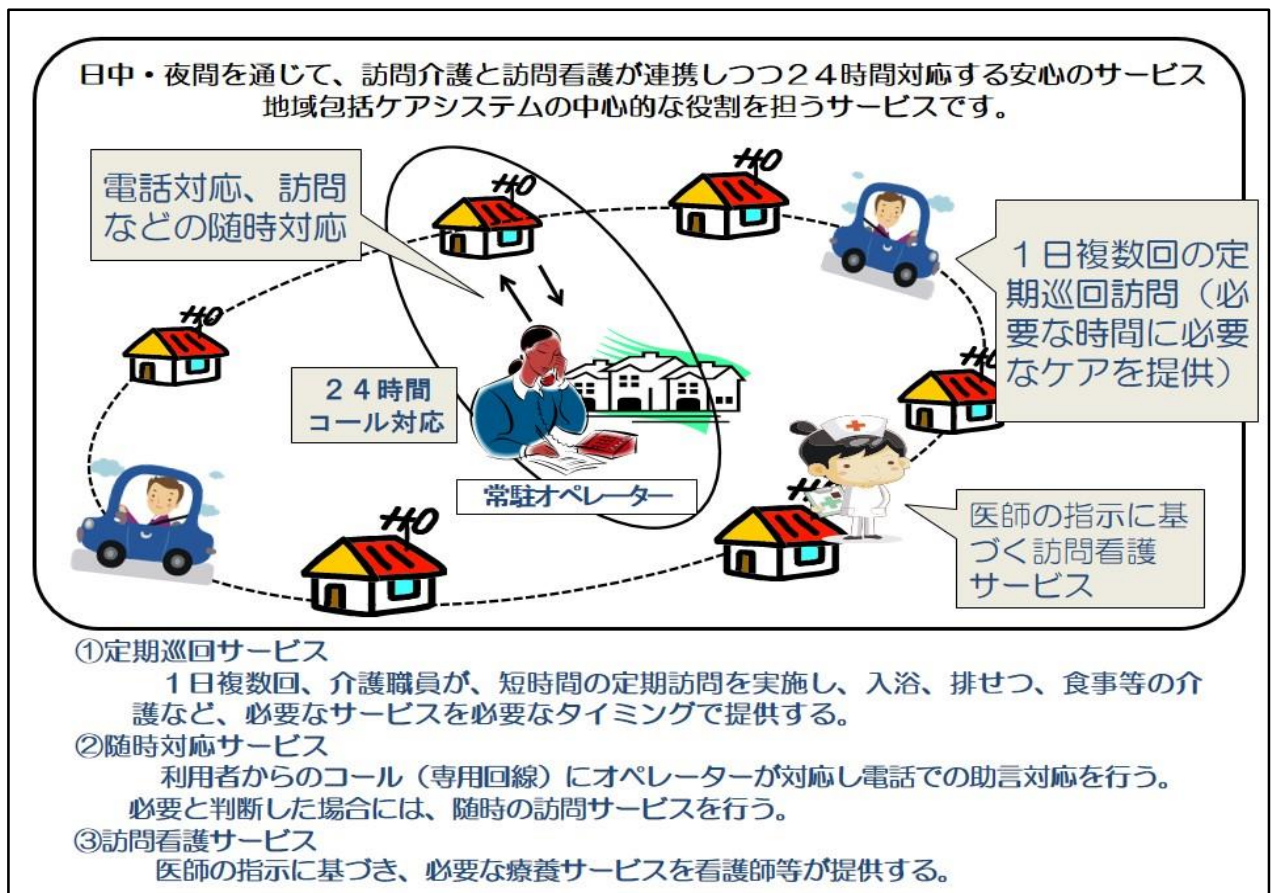 日中・夜間を通じて、訪問介護と訪問看護が連携しつつ２４時間対応する安心のサービス
地域包括ケアシステムの中心的な役割を担うサービスです。
電話対応、訪問
などの随時対応
１日複数回の定
期巡回訪問（必
要な時間に必要
なケアを提供）
２４時間
コール対応
常駐オペレーター
医師の指示に基
づく訪問看護
サービス
①定期巡回サービス
１日複数回、介護職員が、短時間の定期訪問を実施し、入浴、排せつ、食事等の介
護など、必要なサービスを必要なタイミングで提供する。
②随時対応サービス
利用者からのコール（専用回線）にオペレーターが対応し電話での助言対応を行う。
必要と判断した場合には、随時の訪問サービスを行う。
③訪問看護サービス
医師の指示に基づき、必要な療養サービスを看護師等が提供する。